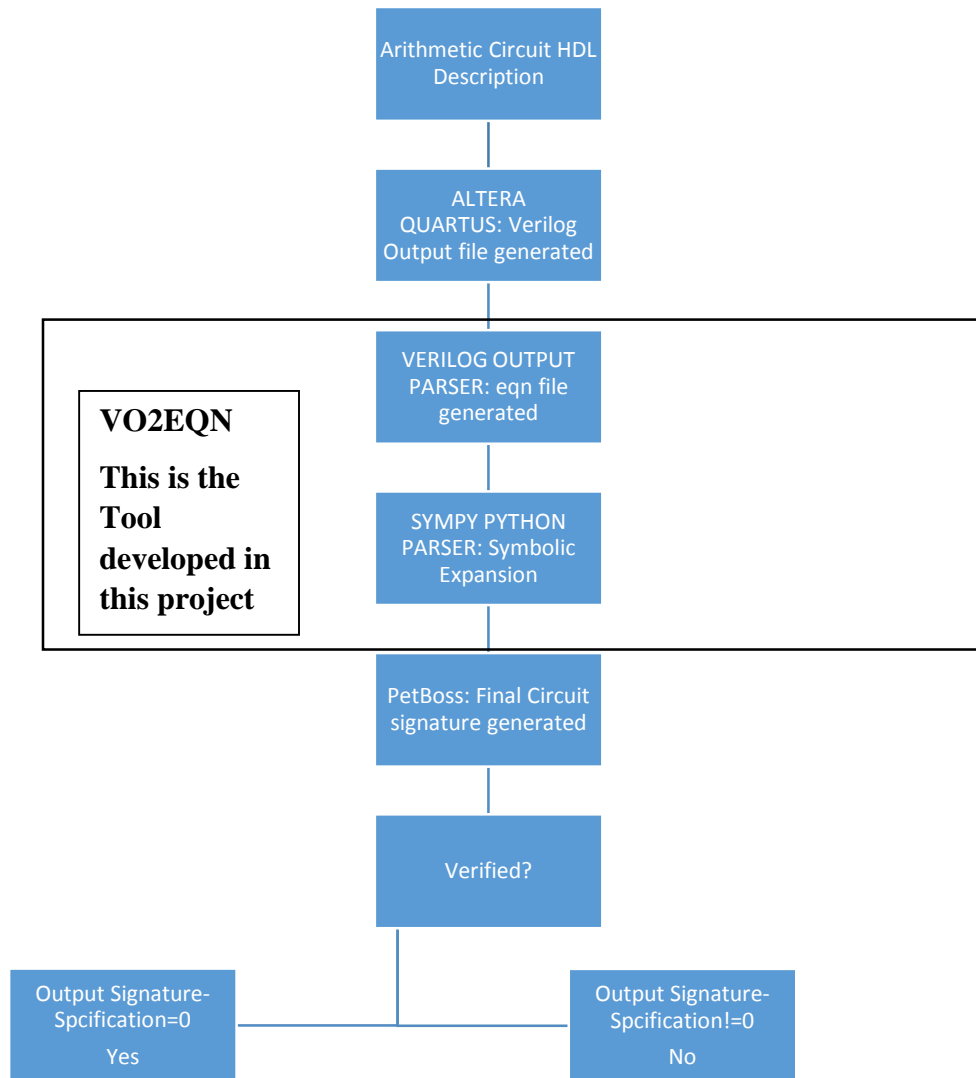 Arithmetic Circuit HDL
Description
ALTERA
QUARTUS: Verilog
Output file generated
VERILOG OUTPUT
PARSER: eqn file
generated
VO2EQN
This is the
Tool
developed in
this project
SYMPY PYTHON
PARSER: Symbolic
Expansion
PetBoss: Final Circuit
signature generated
Verified?
Output Signature-
Spcification=0
Yes
Output Signature-
Spcification!=0
No